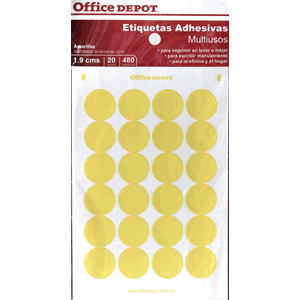 Office DEPOT.
Etiquetas Adhesivas
Multiusos
Amarillas
1.9 cms 20 480
• para imprimir en láser o inkjet
• para escribir manualmente
• para la oficina y el hogar
Office DEPOT